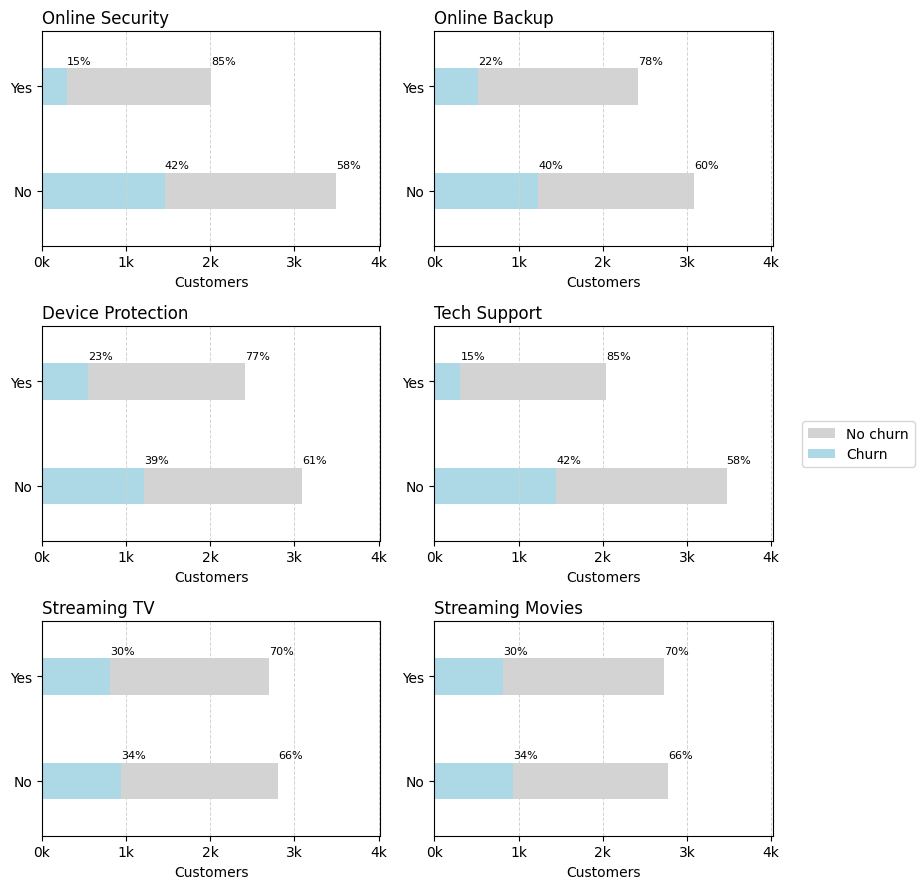 Online Security
15% 85%
Yes
42% 58%
No
0k 1k 2k 3k 4k
Customers
Online Backup
22% 78%
Yes
40% 60%
No
0k 1k 2k 3k 4k
Customers
Device Protection
23% 77%
Yes
39% 61%
No
0k 1k 2k 3k 4k
Customers
Tech Support
15% 85%
Yes
42% 58%
No
0k 1k 2k 3k 4k
Customers
No churn
Churn
Streaming TV
30% 70%
Yes
34% 66%
No
0k 1k 2k 3k 4k
Customers
Streaming Movies
30% 70%
Yes
34% 66%
No
0k 1k 2k 3k 4k
Customers